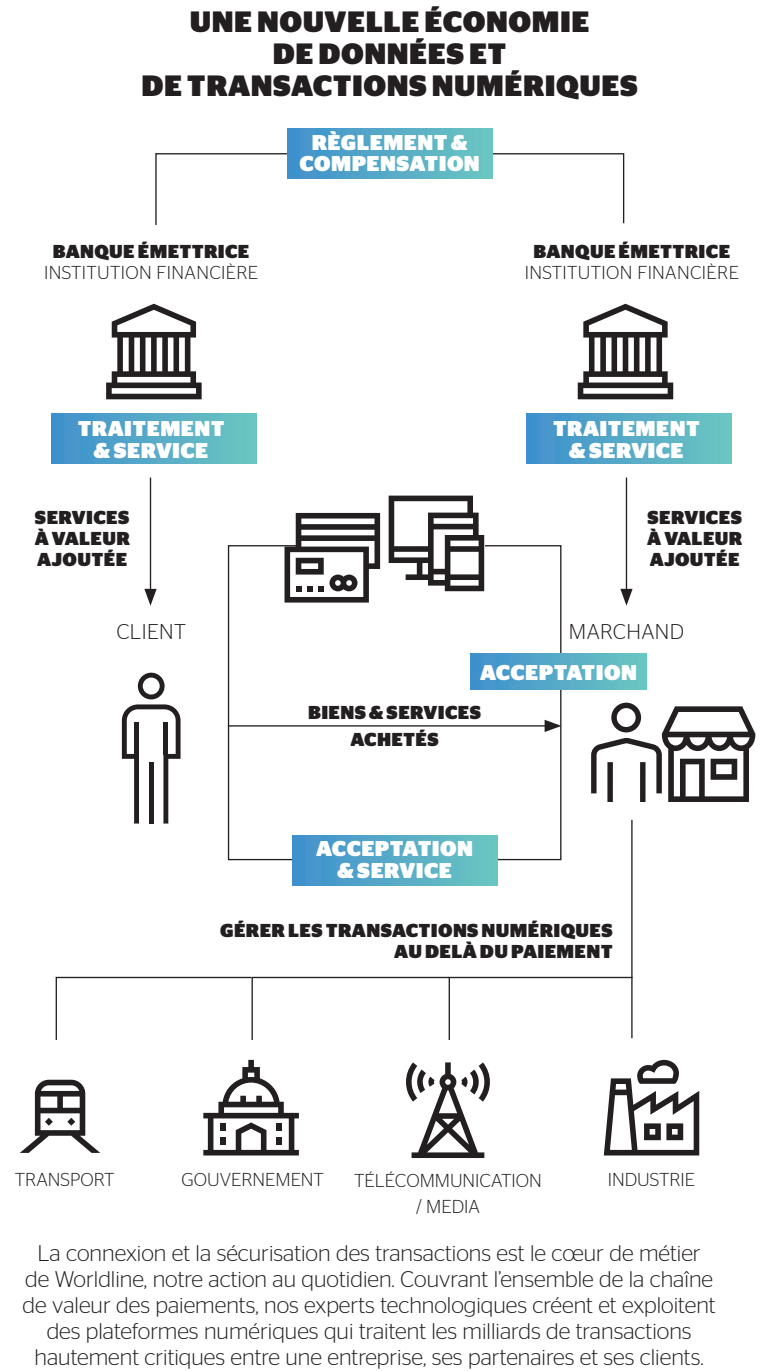 UNE NOUVELLE ÉCONOMIE
DE DONNÉES ET
DE TRANSACTIONS NUMÉRIQUES
RÈGLEMENT &
COMPENSATION
BANQUE ÉMETTRICE
INSTITUTION FINANCIÈRE
BANQUE ÉMETTRICE
INSTITUTION FINANCIÈRE
TRAITEMENT
& SERVICE
TRAITEMENT
& SERVICE
SERVICES
À VALEUR
AJOUTÉE
SERVICES
À VALEUR
AJOUTÉE
CLIENT
MARCHAND
ACCEPTATION
BIENS & SERVICES
ACHETÉS
ACCEPTATION
& SERVICE
GÉRER LES TRANSACTIONS NUMÉRIQUES
AU DELÀ DU PAIEMENT
TRANSPORT
GOUVERNEMENT
TÉLÉCOMMUNICATION
/ MEDIA
INDUSTRIE
La connexion et la sécurisation des transactions est le cœur de métier
de Worldline, notre action au quotidien. Couvrant l'ensemble de la chaîne
de valeur des paiements, nos experts technologiques créent et exploitent
des plateformes numériques qui traitent les milliards de transactions
hautement critiques entre une entreprise, ses partenaires et ses clients.